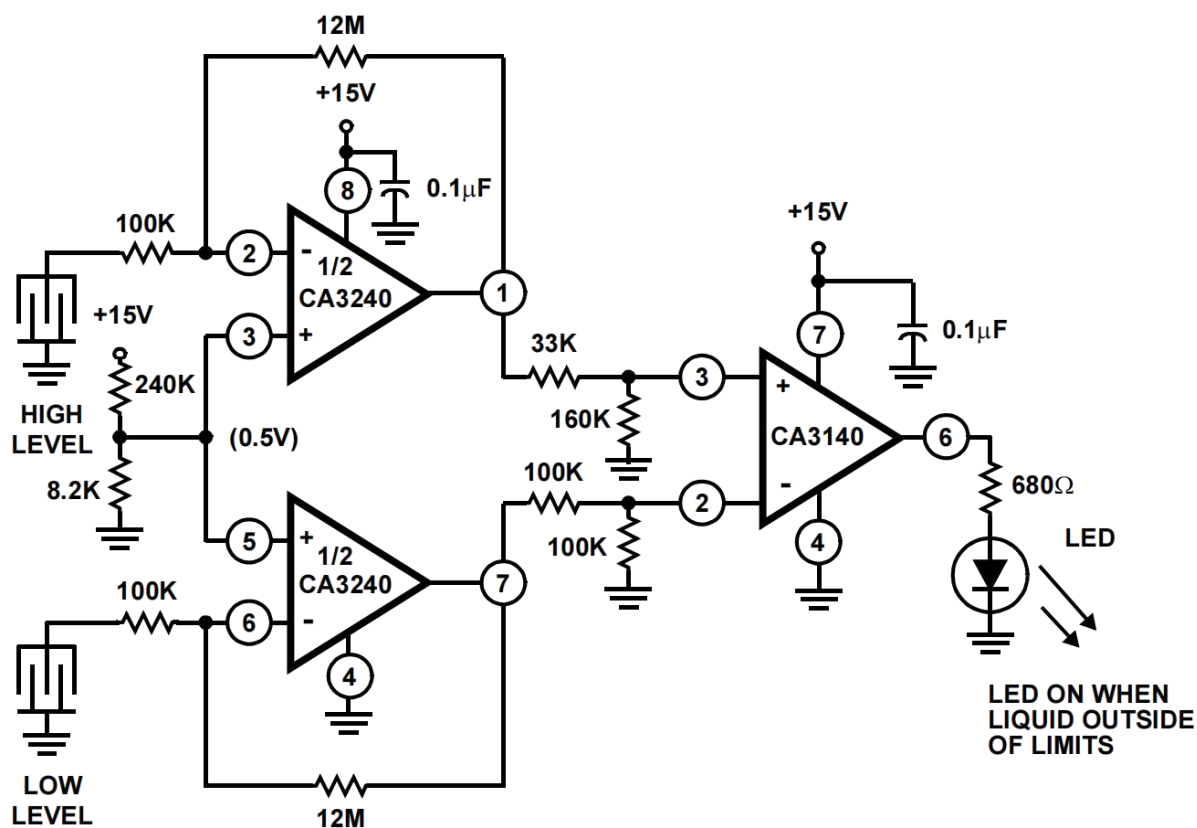 12M
+15V
8
0.1μF
100K
2
-
1/2
CA3240
1
3
+
+15V
240K
HIGH
LEVEL
(0.5V)
8.2K
33K
160K
3
+15V
7
0.1μF
+
CA3140
-
6
680Ω
4
LED
100K
100K
2
5
+
1/2
CA3240
7
100K
6
-
4
LOW
LEVEL
12M
LED ON WHEN
LIQUID OUTSIDE
OF LIMITS